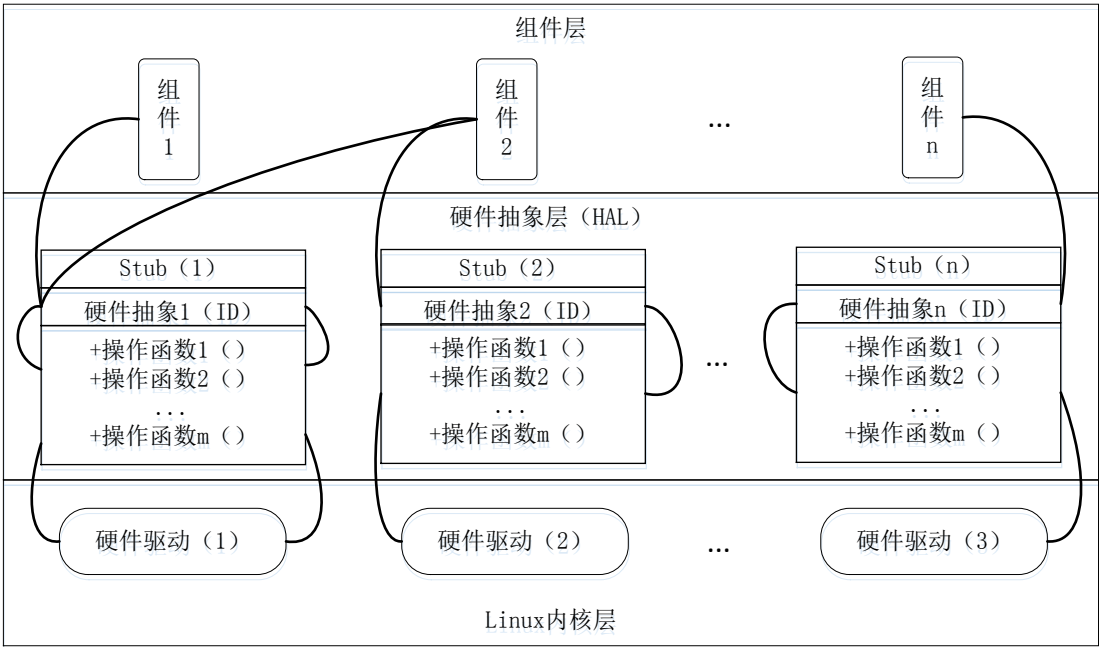 组件层
组件1
组件2
...
组件n
硬件抽象层（HAL）
Stub（1）
硬件抽象1（ID）
+操作函数1（）
+操作函数2（）
...
+操作函数m（）
Stub（2）
硬件抽象2（ID）
+操作函数1（）
+操作函数2（）
...
+操作函数m（）
...
Stub（n）
硬件抽象n（ID）
+操作函数1（）
+操作函数2（）
...
+操作函数m（）
硬件驱动（1）
硬件驱动（2）
...
硬件驱动（3）
Linux内核层